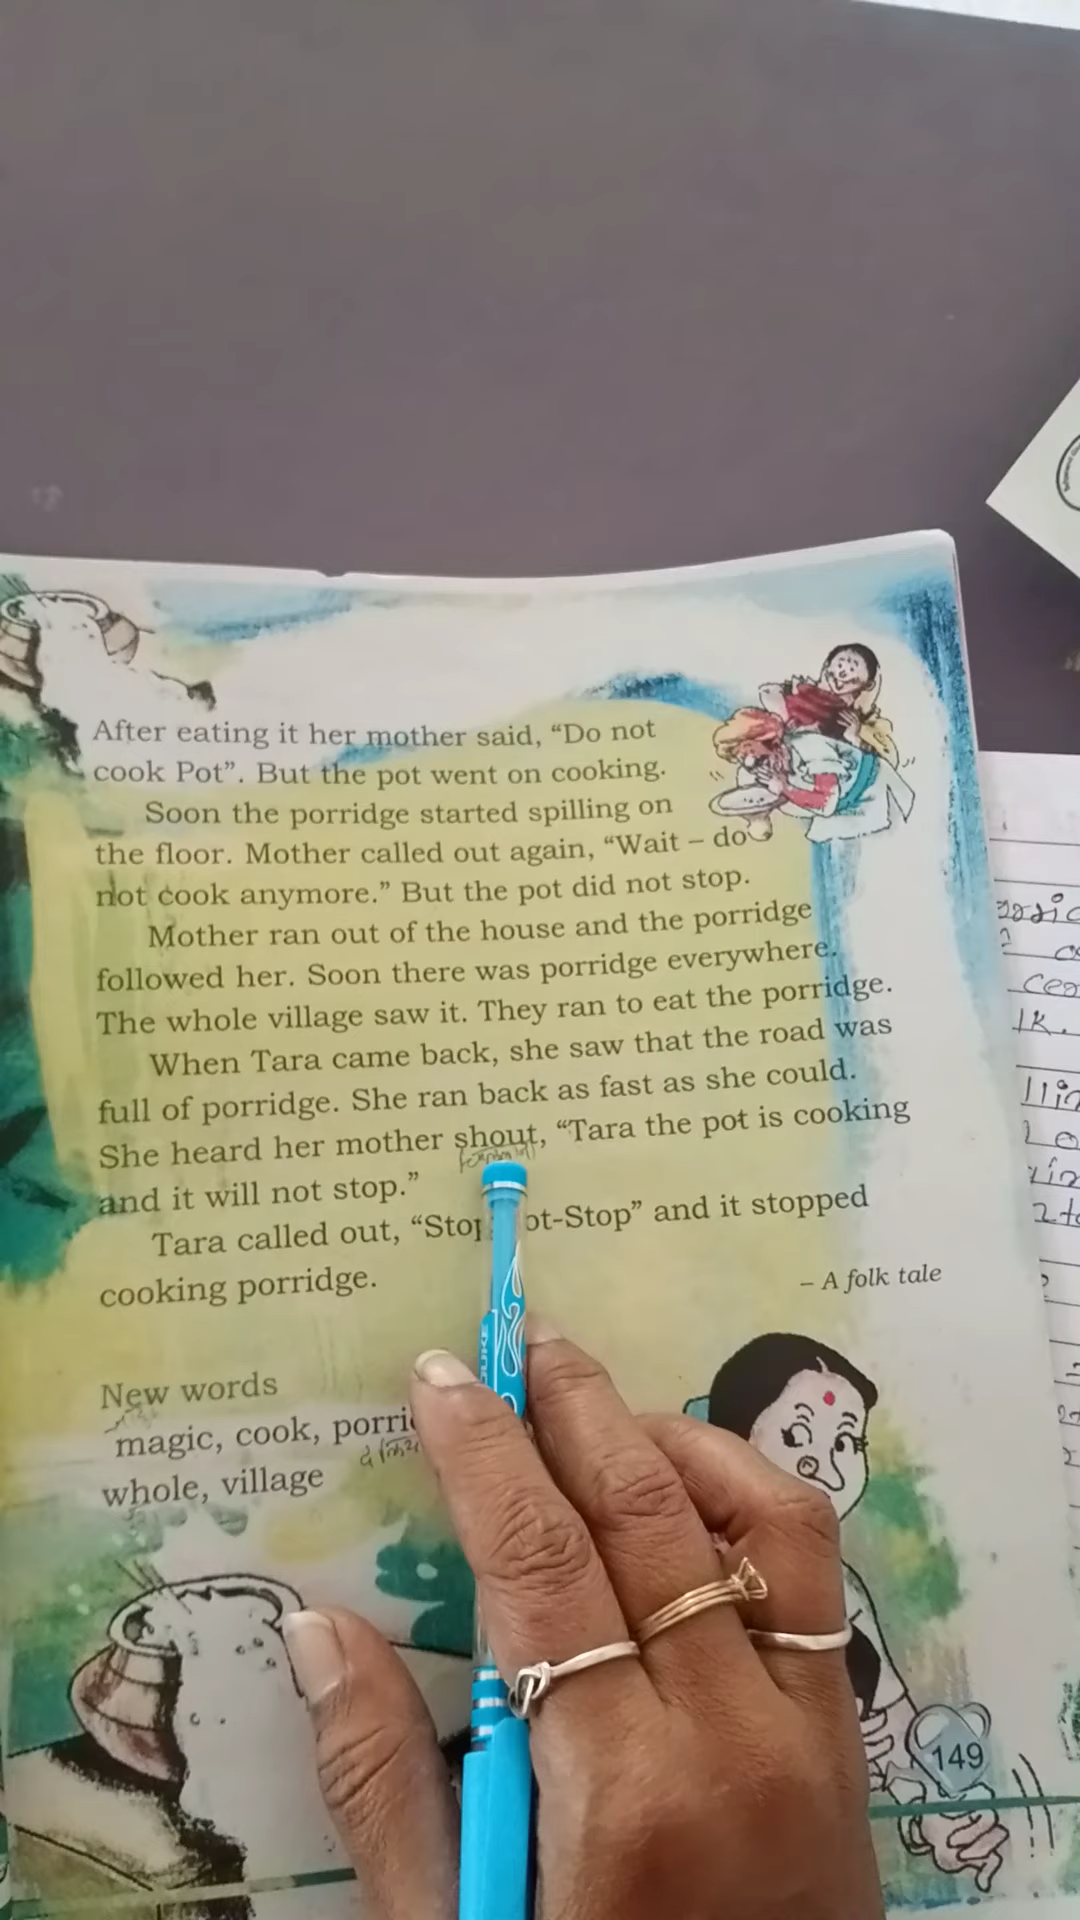 After eating it her mother said, “Do not
cook Pot”. But the pot went on cooking.
Soon the porridge started spilling on
the floor. Mother called out again, “Wait – do
not cook anymore.” But the pot did not stop.
Mother ran out of the house and the porridge
followed her. Soon there was porridge everywhere.
The whole village saw it. They ran to eat the porridge.
When Tara came back, she saw that the road was
full of porridge. She ran back as fast as she could.
She heard her mother shout, “Tara the pot is cooking
and it will not stop.”
Tara called out, “Stop ot-Stop” and it stopped
cooking porridge.
– A folk tale
New words
magic, cook, porri
whole, village
149
DUKE